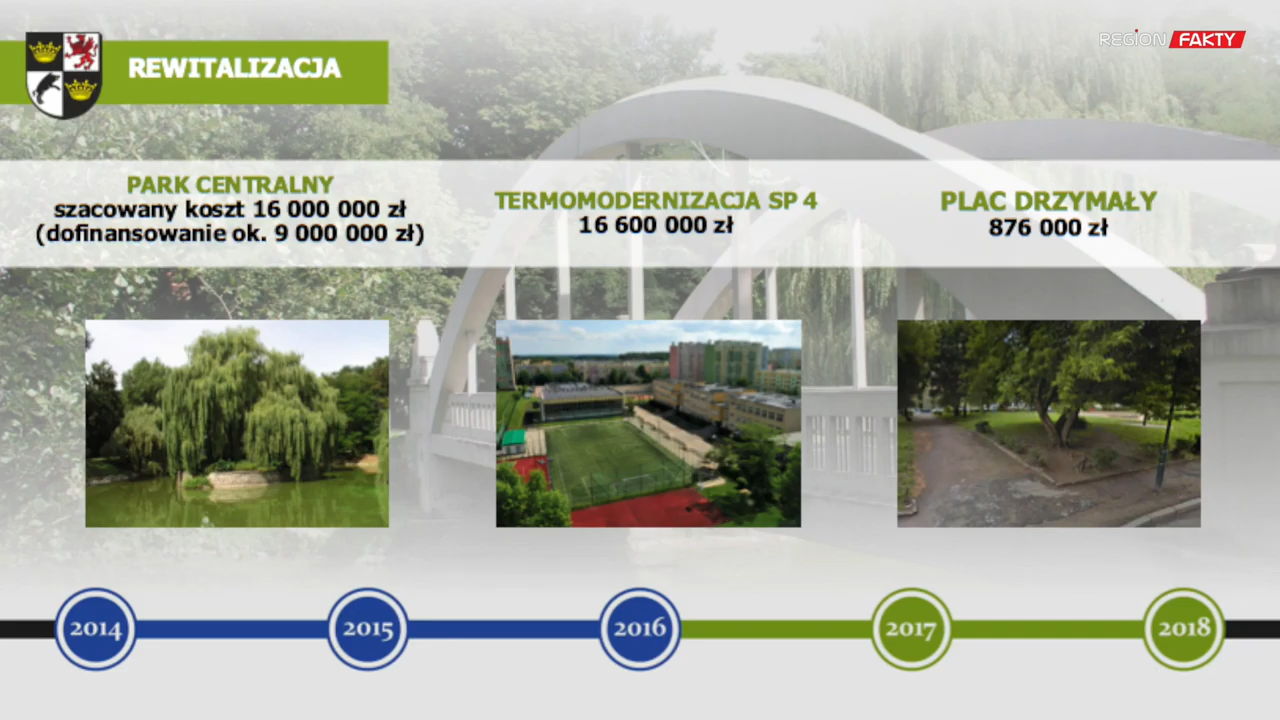 REGION FAKTY
REWITALIZACJA
PARK CENTRALNY
szacowany koszt 16 000 000 zł
(dofinansowanie ok. 9 000 000 zł)
TERMOMODERNIZACJA SP 4
16 600 000 zł
PLAC DRZYMAŁY
876 000 zł
2014
2015
2016
2017
2018